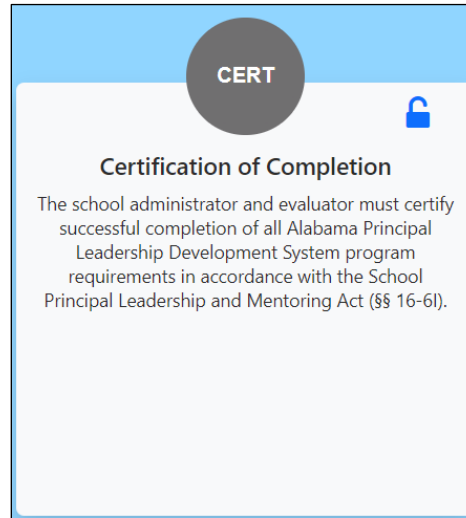 CERT
Certification of Completion
The school administrator and evaluator must certify
successful completion of all Alabama Principal
Leadership Development System program
requirements in accordance with the School
Principal Leadership and Mentoring Act (§§ 16-6I).